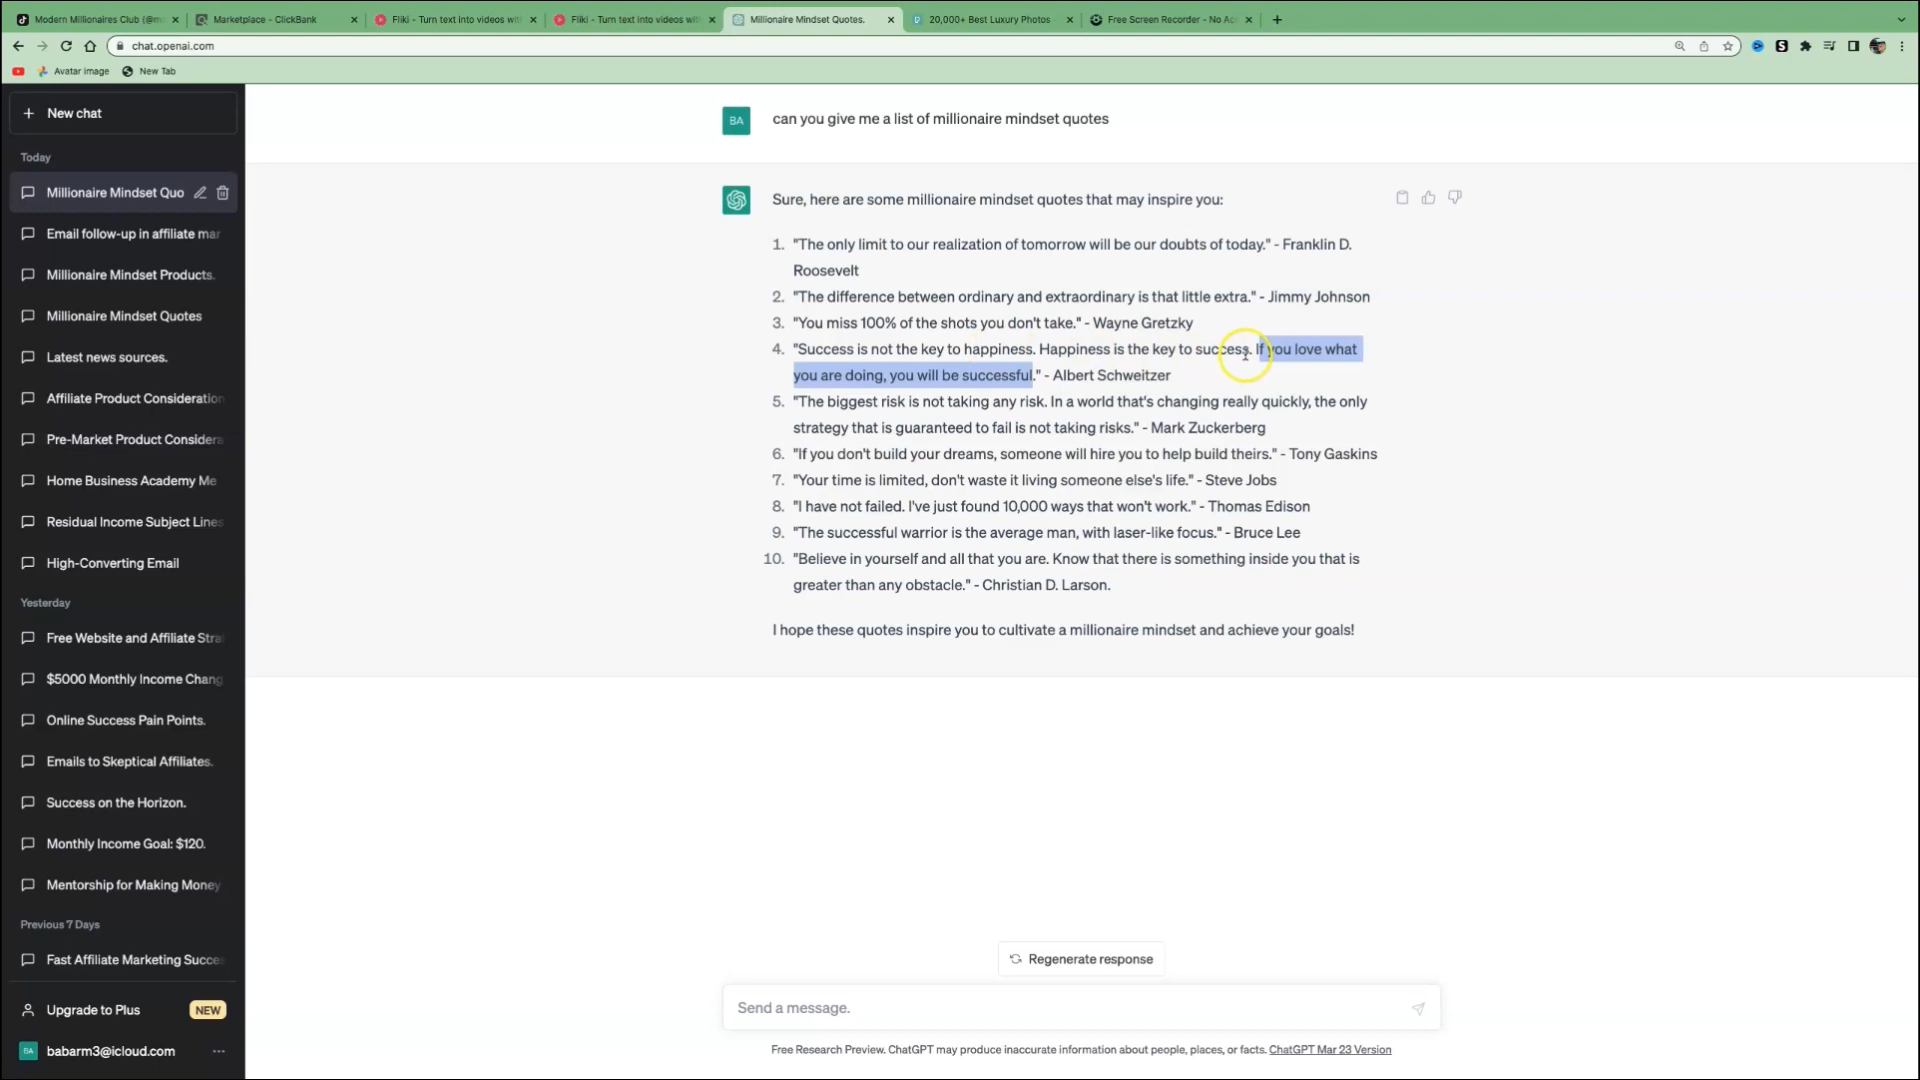 Modern Millionaires Club (@m
Marketplace - ClickBank
Fliki - Turn text into videos with
Fliki - Turn text into videos with
Millionaire Mindset Quotes.
20,000+ Best Luxury Photos
Free Screen Recorder - No Ac
chat.openai.com
Avatar image
New Tab
New chat
Today
Millionaire Mindset Quo
Email follow-up in affiliate mar
Millionaire Mindset Products.
Millionaire Mindset Quotes
Latest news sources.
Affiliate Product Consideration
Pre-Market Product Considera
Home Business Academy Me
Residual Income Subject Lines
High-Converting Email
Yesterday
Free Website and Affiliate Stra
$5000 Monthly Income Chang
Online Success Pain Points.
Emails to Skeptical Affiliates.
Success on the Horizon.
Monthly Income Goal: $120.
Mentorship for Making Money
Previous 7 Days
Fast Affiliate Marketing Succes
Upgrade to Plus
NEW
BA
babarm3@icloud.com
BA
can you give me a list of millionaire mindset quotes
Sure, here are some millionaire mindset quotes that may inspire you:
1. "The only limit to our realization of tomorrow will be our doubts of today." - Franklin D.
Roosevelt
2. "The difference between ordinary and extraordinary is that little extra." - Jimmy Johnson
3. "You miss 100% of the shots you don't take." - Wayne Gretzky
4. "Success is not the key to happiness. Happiness is the key to success. If you love what
you are doing, you will be successful." - Albert Schweitzer
5. "The biggest risk is not taking any risk. In a world that's changing really quickly, the only
strategy that is guaranteed to fail is not taking risks." - Mark Zuckerberg
6. "If you don't build your dreams, someone will hire you to help build theirs." - Tony Gaskins
7. "Your time is limited, don't waste it living someone else's life." - Steve Jobs
8. "I have not failed. I've just found 10,000 ways that won't work." - Thomas Edison
9. "The successful warrior is the average man, with laser-like focus." - Bruce Lee
10. "Believe in yourself and all that you are. Know that there is something inside you that is
greater than any obstacle." - Christian D. Larson.
I hope these quotes inspire you to cultivate a millionaire mindset and achieve your goals!
Regenerate response
Send a message.
Free Research Preview. ChatGPT may produce inaccurate information about people, places, or facts. ChatGPT Mar 23 Version